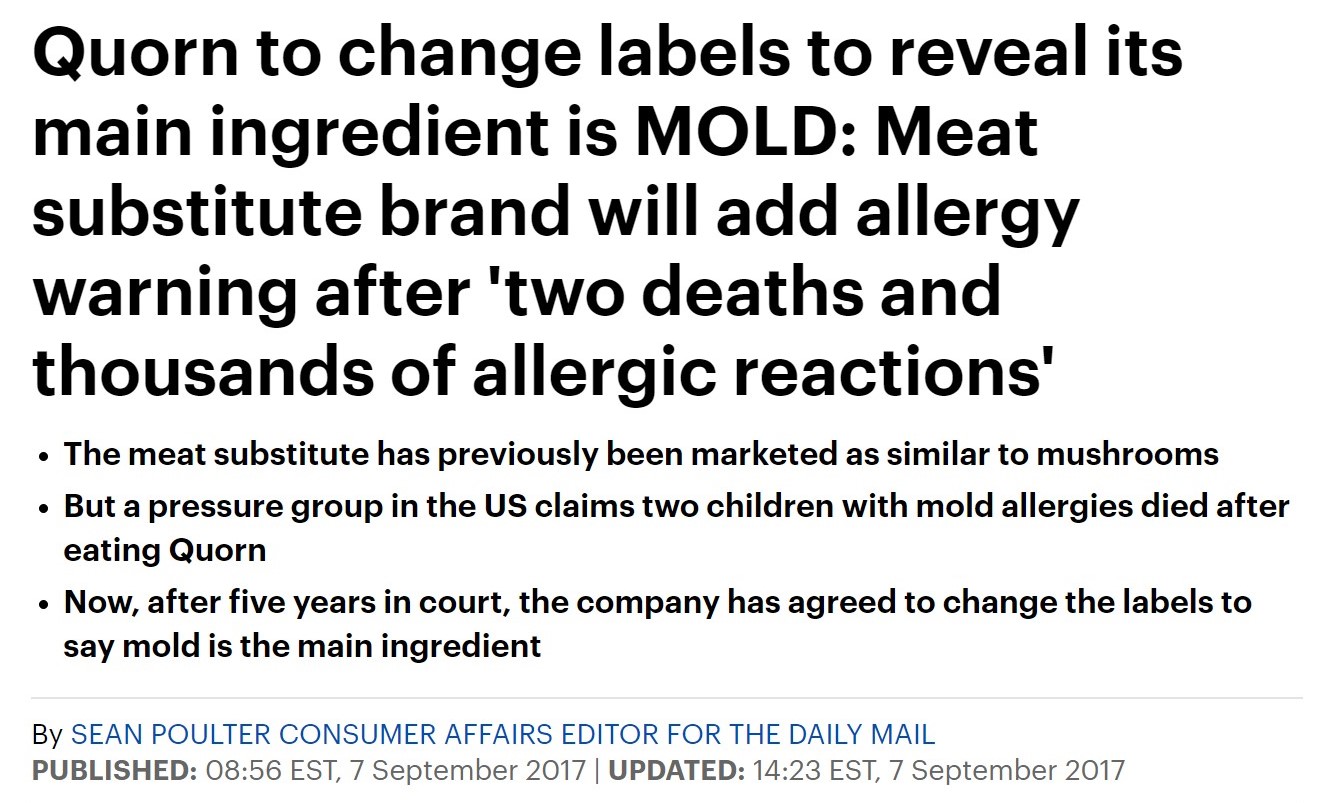 Quorn to change labels to reveal its
main ingredient is MOLD: Meat
substitute brand will add allergy
warning after 'two deaths and
thousands of allergic reactions'
• The meat substitute has previously been marketed as similar to mushrooms
• But a pressure group in the US claims two children with mold allergies died after
eating Quorn
• Now, after five years in court, the company has agreed to change the labels to
say mold is the main ingredient
By SEAN POULTER CONSUMER AFFAIRS EDITOR FOR THE DAILY MAIL
PUBLISHED: 08:56 EST, 7 September 2017 | UPDATED: 14:23 EST, 7 September 2017